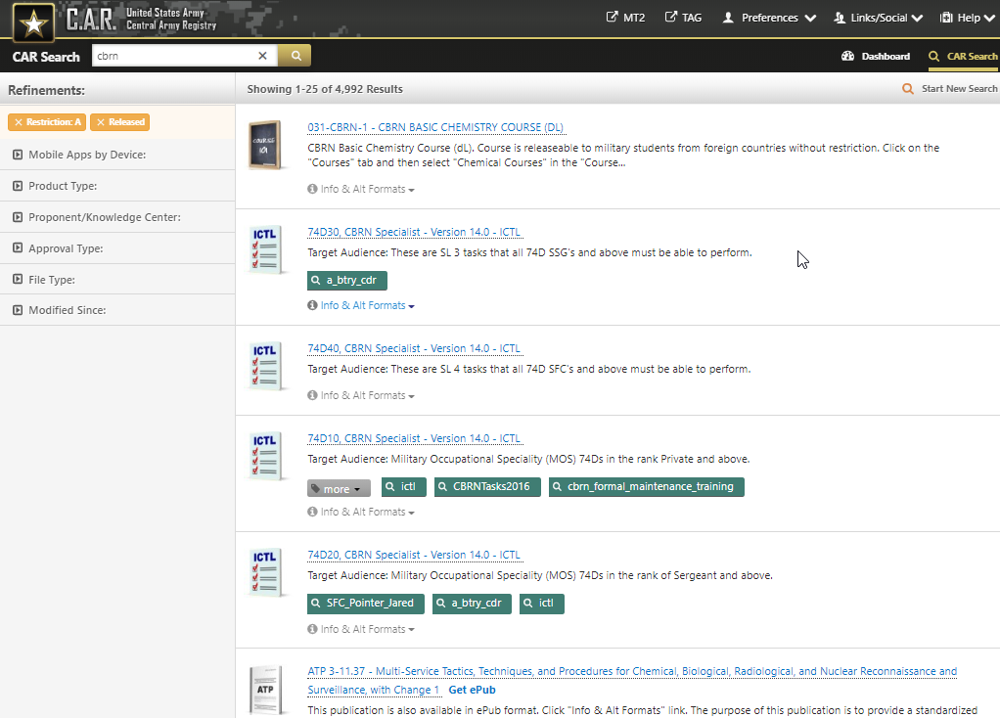 C.A.R. United States Army
Central Army Registry
MT2 TAG Preferences Links/Social Help
CAR Search cbrn Dashboard CAR Search
Refinements: Showing 1-25 of 4,992 Results Start New Search
Restriction: A Released
Mobile Apps by Device:
Product Type:
Proponent/Knowledge Center:
Approval Type:
File Type:
Modified Since:
COURSE
101
031-CBRN-1 - CBRN BASIC CHEMISTRY COURSE (DL)
CBRN Basic Chemistry Course (dL). Course is releaseable to military students from foreign countries without restriction. Click on the
"Courses" tab and then select "Chemical Courses" in the "Course...
Info & Alt Formats
ICTL
74D30, CBRN Specialist - Version 14.0 - ICTL
Target Audience: These are SL 3 tasks that all 74D SSG's and above must be able to perform.
a_btry_cdr
Info & Alt Formats
ICTL
74D40, CBRN Specialist - Version 14.0 - ICTL
Target Audience: These are SL 4 tasks that all 74D SFC's and above must be able to perform.
Info & Alt Formats
ICTL
74D10, CBRN Specialist - Version 14.0 - ICTL
Target Audience: Military Occupational Speciality (MOS) 74Ds in the rank Private and above.
more ictl CBRNTasks2016 cbrn_formal_maintenance_training
Info & Alt Formats
ICTL
74D20, CBRN Specialist - Version 14.0 - ICTL
Target Audience: Military Occupational Speciality (MOS) 74Ds in the rank of Sergeant and above.
SFC_Pointer_Jared a_btry_cdr ictl
Info & Alt Formats
ATP
ATP 3-11.37 - Multi-Service Tactics, Techniques, and Procedures for Chemical, Biological, Radiological, and Nuclear Reconnaissance and
Surveillance, with Change 1 Get ePub
This publication is also available in ePub format. Click "Info & Alt Formats" link. The purpose of this publication is to provide a standardized